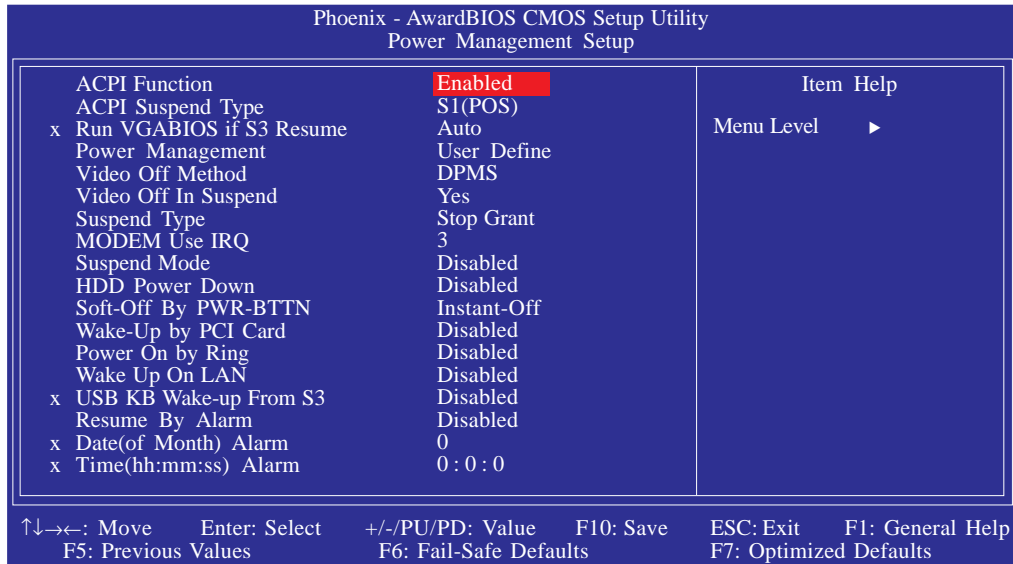 Phoenix - AwardBIOS CMOS Setup Utility
Power Management Setup
ACPI Function Enabled
ACPI Suspend Type S1(POS)
x Run VGABIOS if S3 Resume Auto
Power Management User Define
Video Off Method DPMS
Video Off In Suspend Yes
Suspend Type Stop Grant
MODEM Use IRQ 3
Suspend Mode Disabled
HDD Power Down Disabled
Soft-Off By PWR-BTTN Instant-Off
Wake-Up by PCI Card Disabled
Power On by Ring Disabled
Wake Up On LAN Disabled
x USB KB Wake-up From S3 Disabled
Resume By Alarm Disabled
x Date(of Month) Alarm 0
x Time(hh:mm:ss) Alarm 0 : 0 : 0
Item Help
Menu Level ►
↑↓→←: Move Enter: Select +/-/PU/PD: Value F10: Save ESC: Exit F1: General Help
F5: Previous Values F6: Fail-Safe Defaults F7: Optimized Defaults